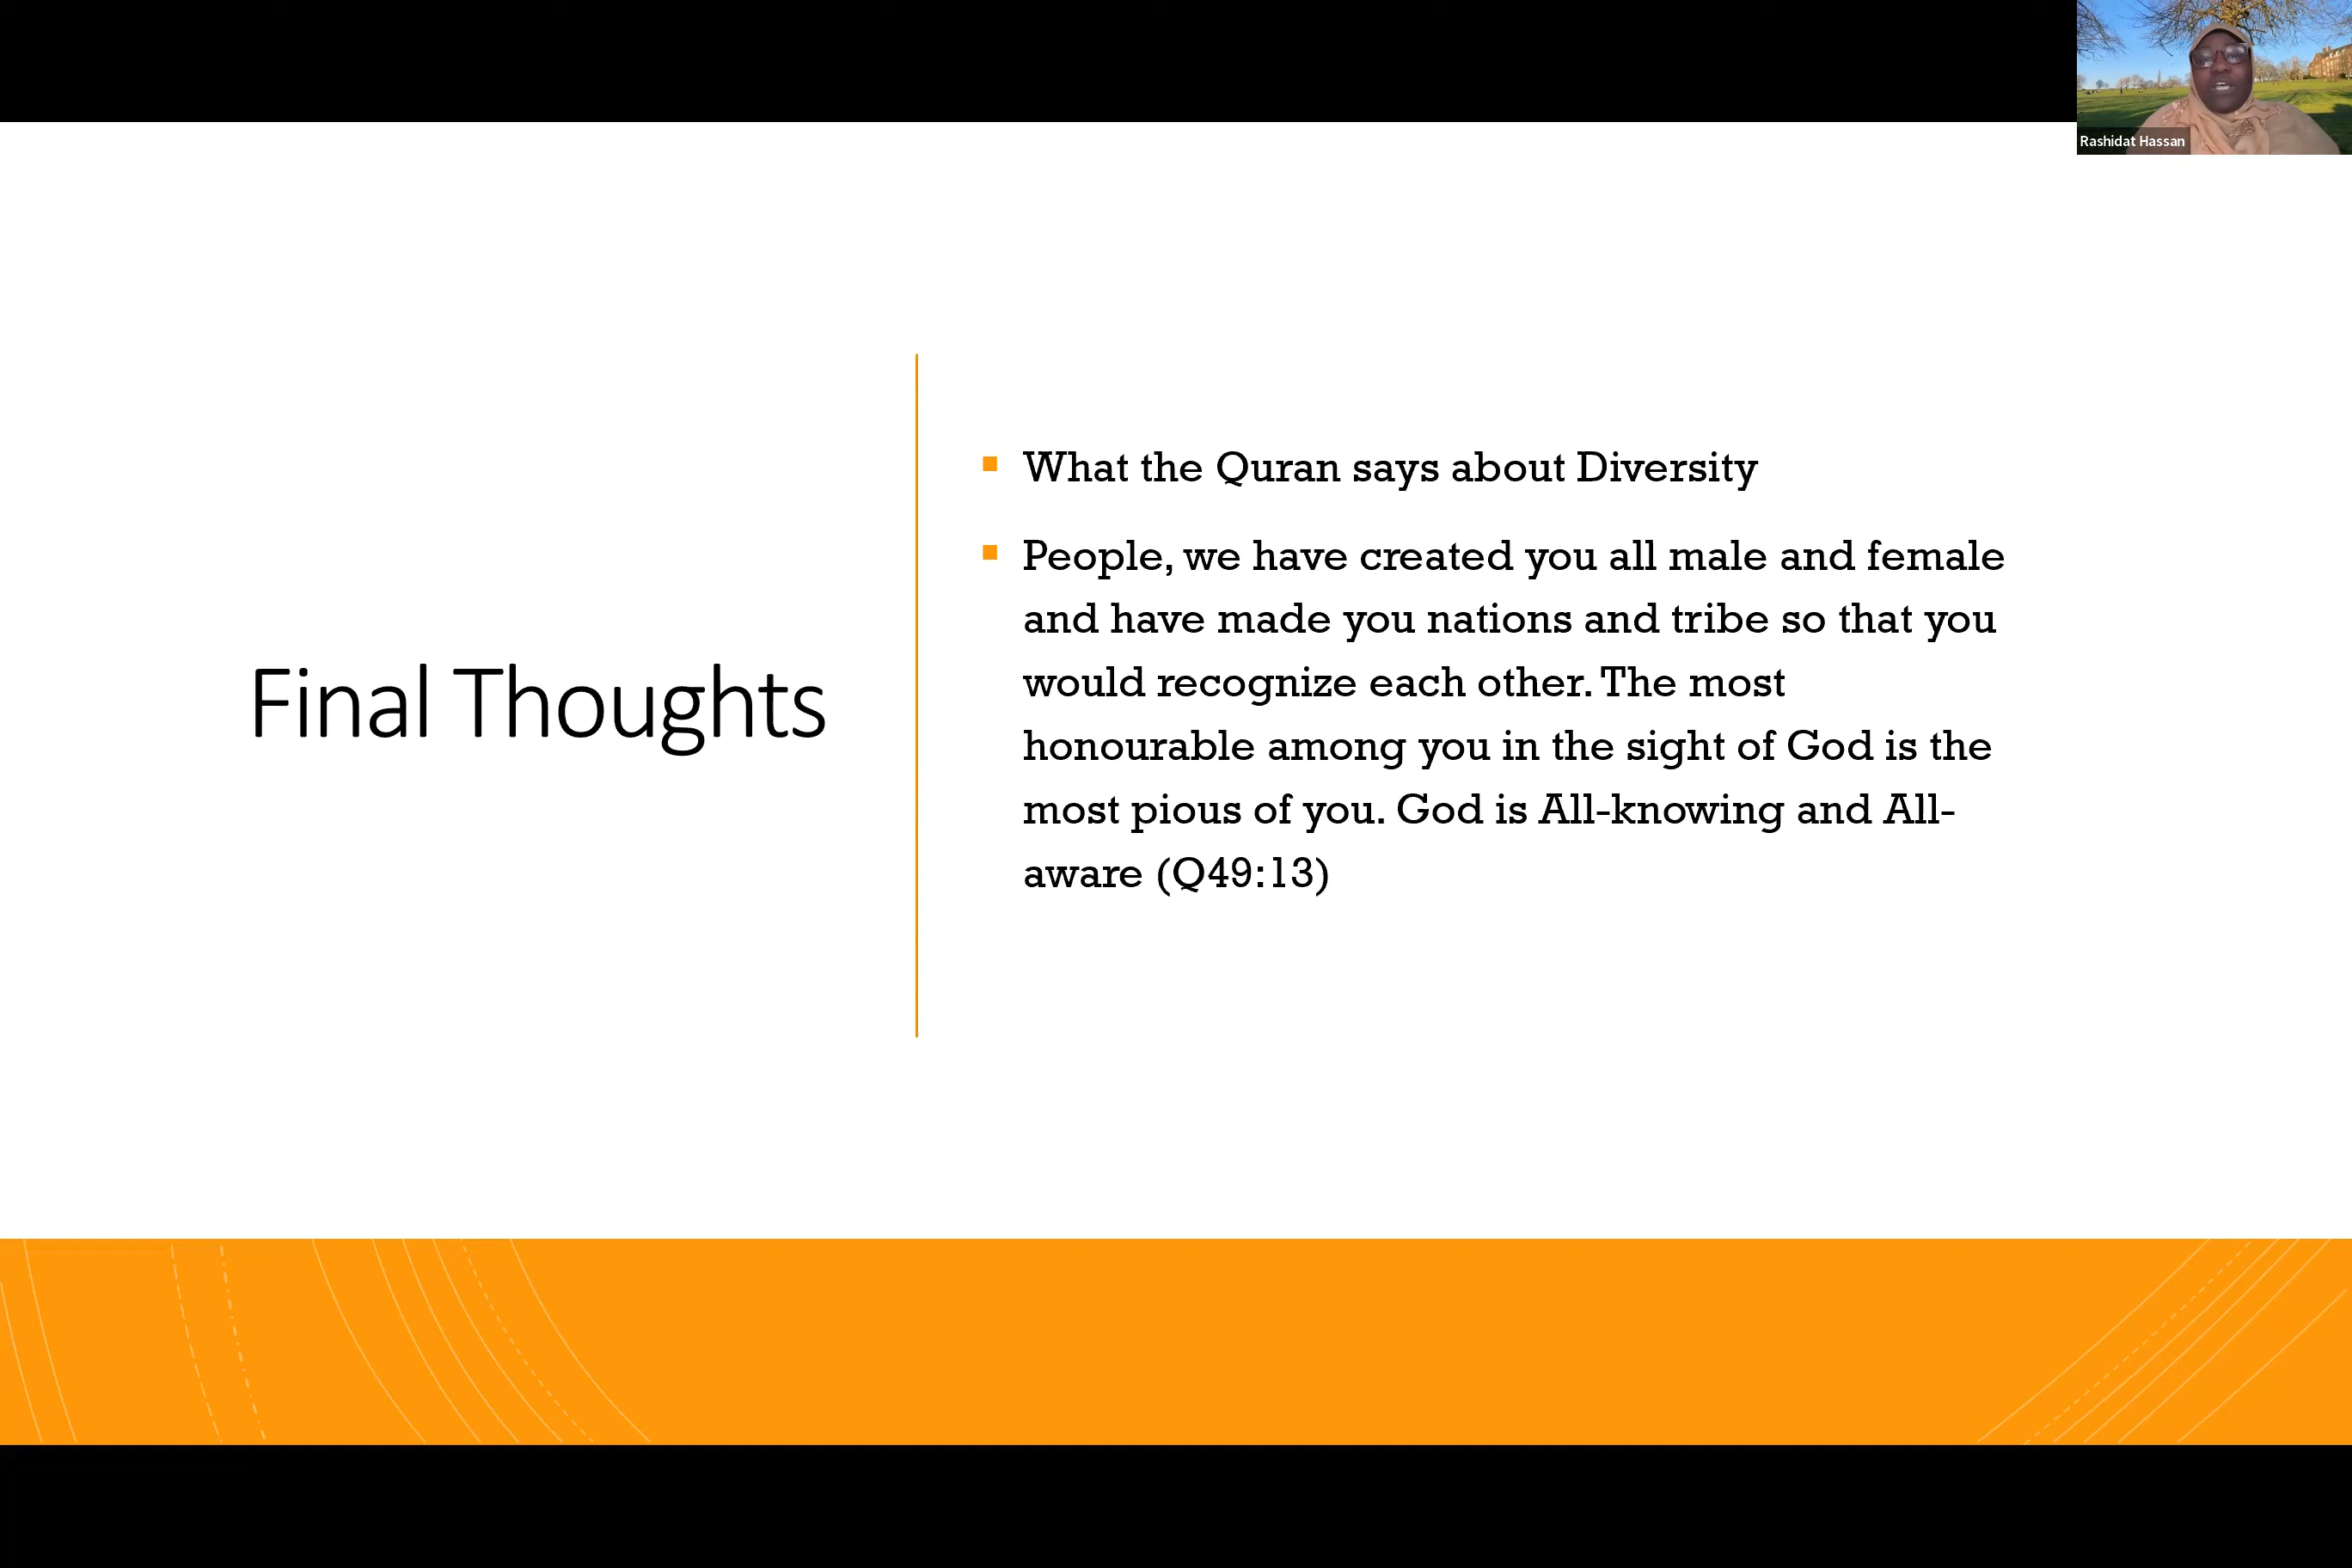 Rashidat Hassan
Final Thoughts
What the Quran says about Diversity
People, we have created you all male and female
and have made you nations and tribe so that you
would recognize each other. The most
honourable among you in the sight of God is the
most pious of you. God is All-knowing and All-
aware (Q49:13)